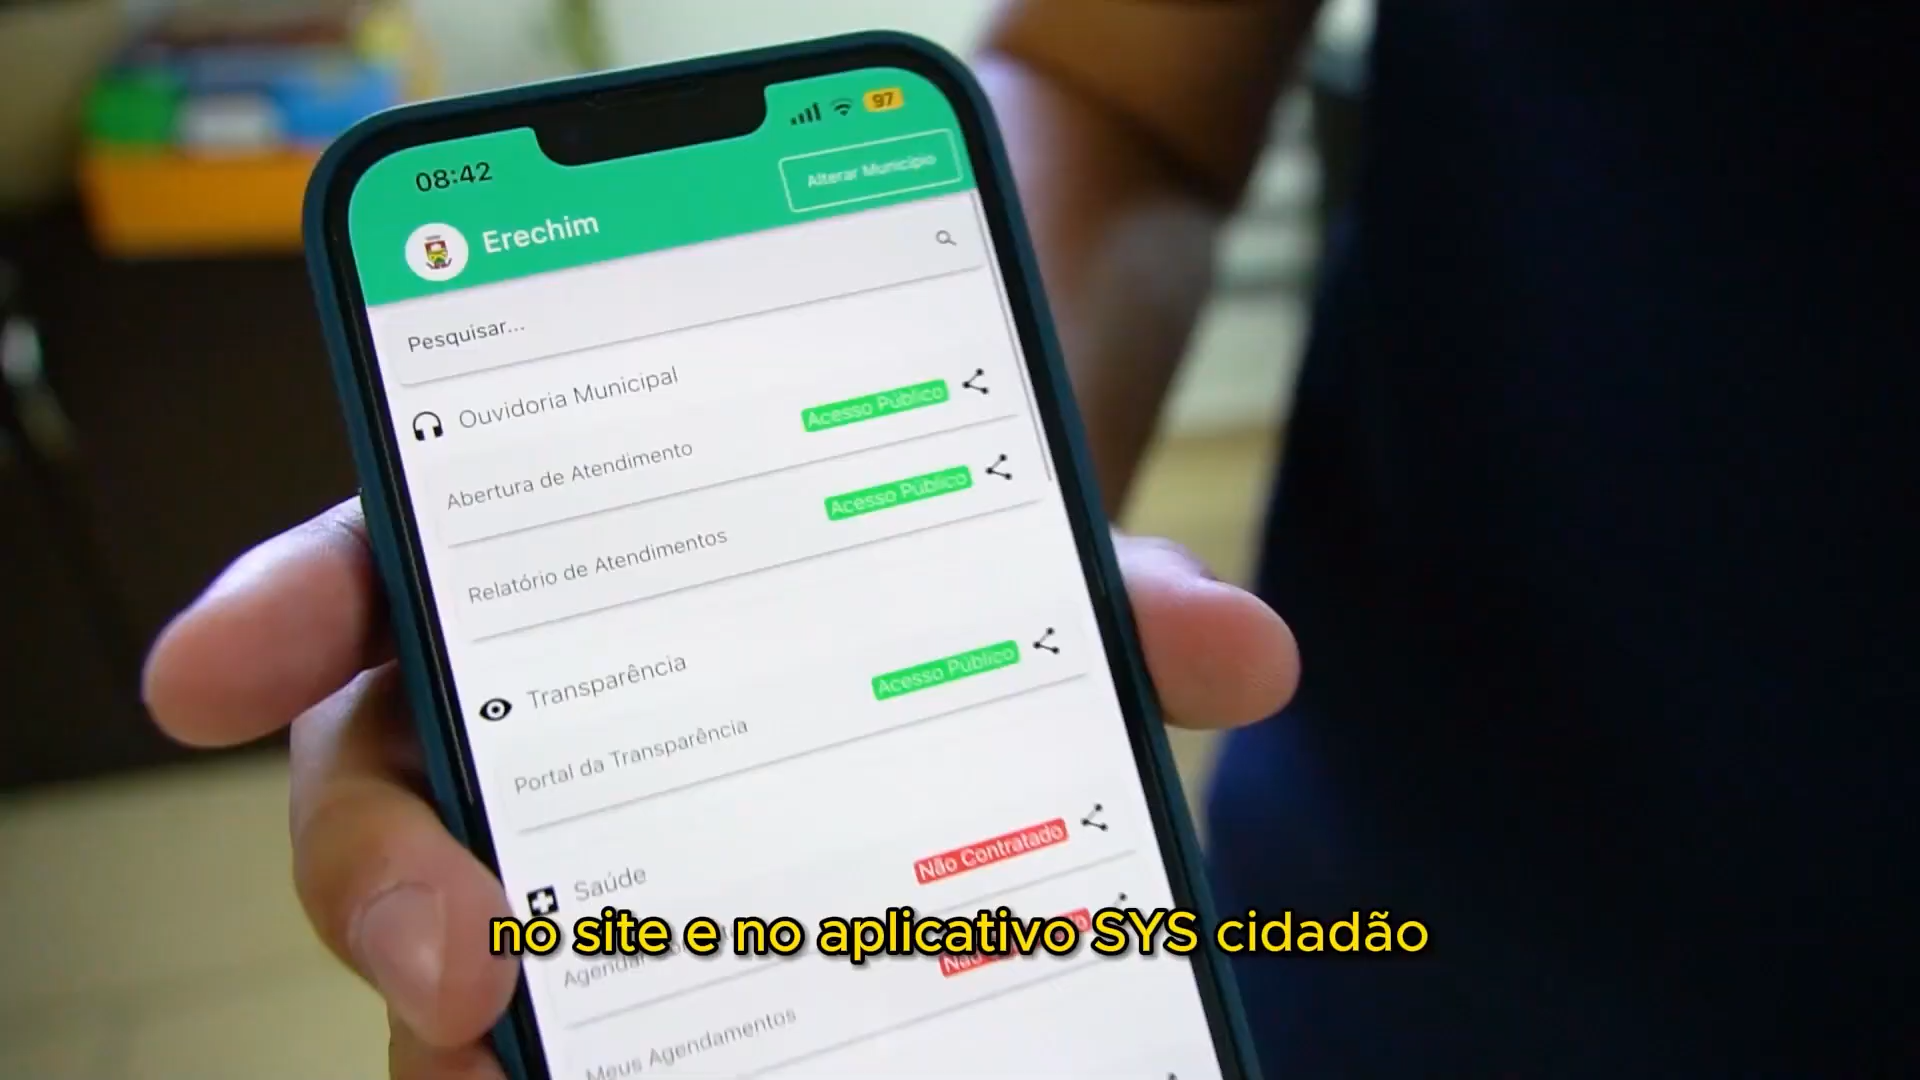 08:42
97
Alterar Município
Erechim
Pesquisar...
Ouvidoria Municipal
Acesso Público
Abertura de Atendimento
Acesso Público
Relatório de Atendimentos
Transparência
Acesso Público
Portal da Transparência
Saúde
Não Contratado
no site e no aplicativo SYS cidadão
Agendar
Meus Agendamentos